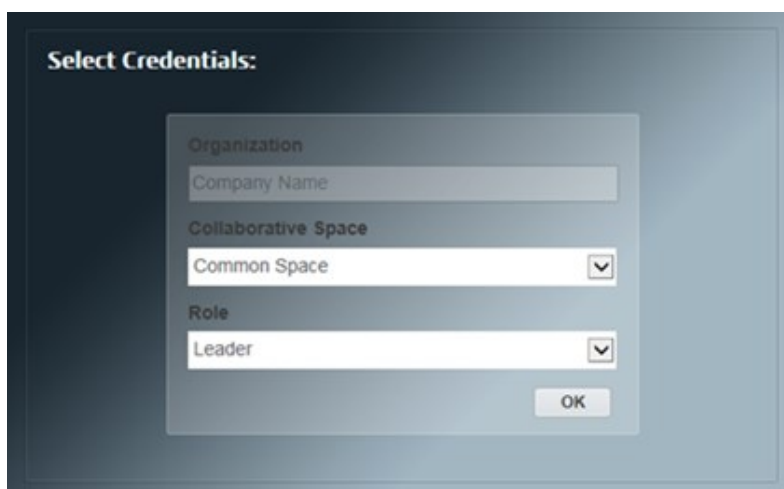 Select Credentials:
Organization
Company Name
Collaborative Space
Common Space
Role
Leader
OK